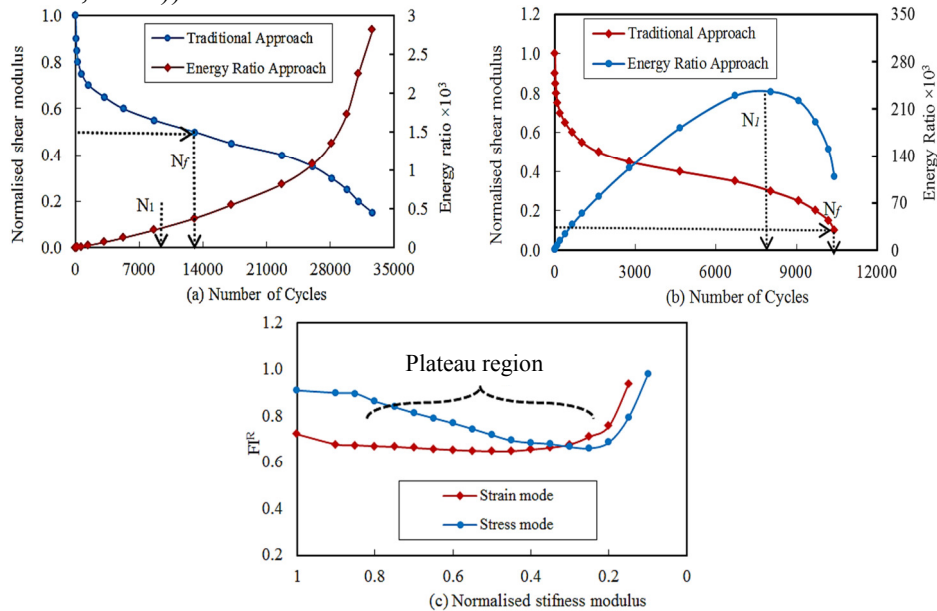 Traditional Approach
Energy Ratio Approach
Normalised shear modulus
1.0
0.8
0.6
0.4
0.2
0.0
3
2.5
2
1.5
1
0.5
0
Energy ratio ×10³
Nf
N1
0
7000
14000
21000
28000
35000
(a) Number of Cycles
Traditional Approach
Energy Ratio Approach
Normalised shear modulus
1.2
1.0
0.8
0.6
0.4
0.2
0.0
350
280
210
140
70
0
Energy Ratio ×10³
N1
Nf
0
3000
6000
9000
12000
(b) Number of Cycles
1.2
1.0
0.8
0.6
0.4
0.2
FIᴿ
Plateau region
Strain mode
Stress mode
1
0.8
0.6
0.4
0.2
0
(c) Normalised stifness modulus